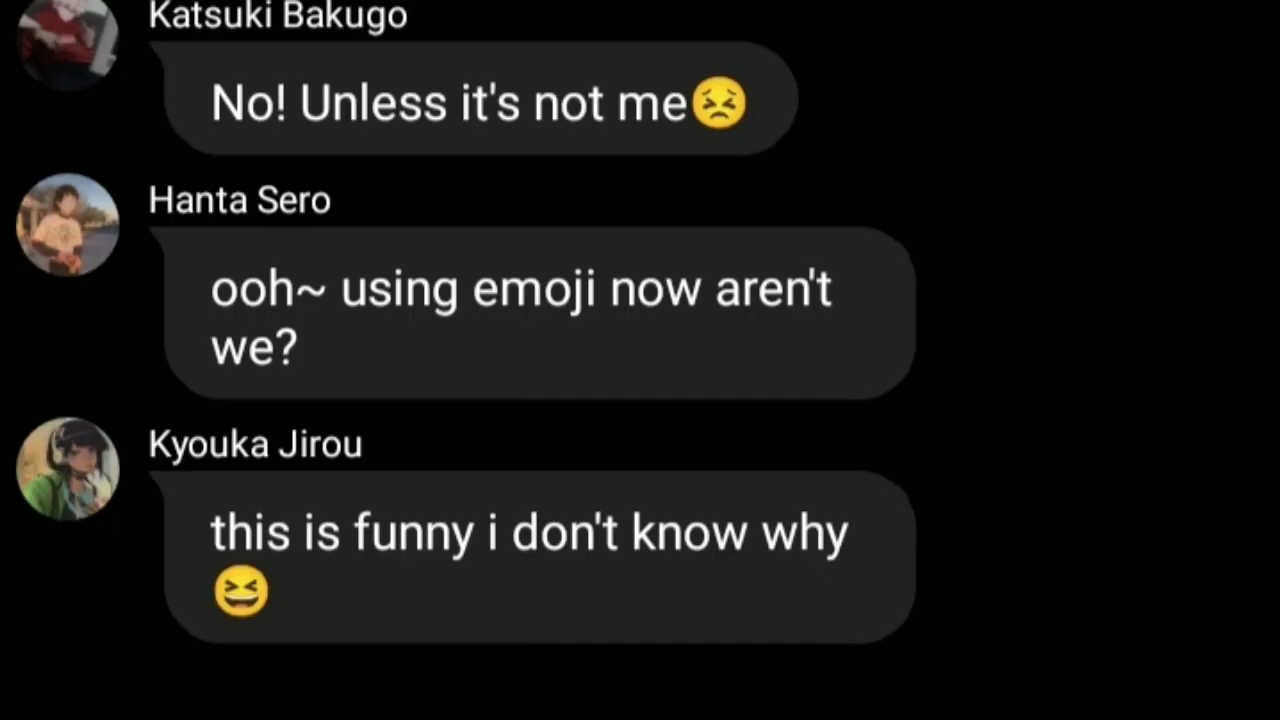 Katsuki Bakugo
No! Unless it's not me😣
Hanta Sero
ooh~ using emoji now aren't
we?
Kyouka Jirou
this is funny i don't know why
😆